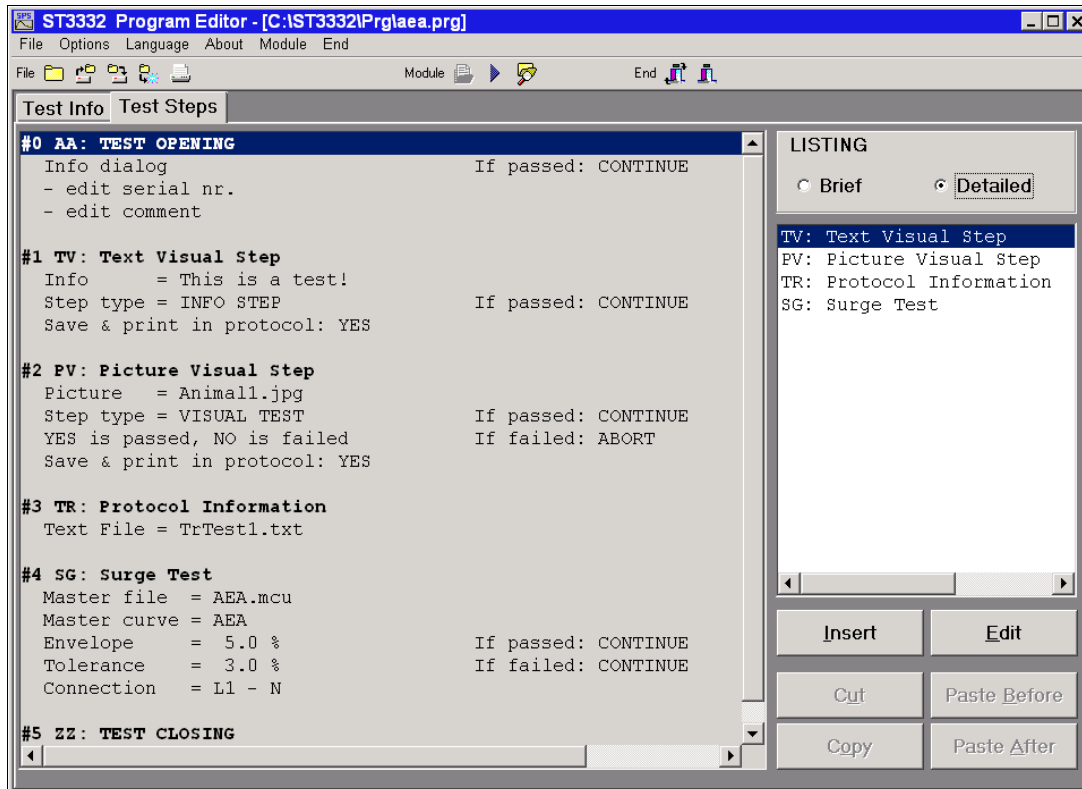 SPS
ST3332 Program Editor - [C:\ST3332\Prg\aea.prg]
File Options Language About Module End
File Module End
Test Info Test Steps
#0 AA: TEST OPENING
Info dialog If passed: CONTINUE
- edit serial nr.
- edit comment
#1 TV: Text Visual Step
Info = This is a test!
Step type = INFO STEP If passed: CONTINUE
Save & print in protocol: YES
#2 PV: Picture Visual Step
Picture = Animal1.jpg
Step type = VISUAL TEST If passed: CONTINUE
YES is passed, NO is failed If failed: ABORT
Save & print in protocol: YES
#3 TR: Protocol Information
Text File = TrTest1.txt
#4 SG: Surge Test
Master file = AEA.mcu
Master curve = AEA
Envelope = 5.0 % If passed: CONTINUE
Tolerance = 3.0 % If failed: CONTINUE
Connection = L1 - N
#5 ZZ: TEST CLOSING
LISTING
Brief Detailed
TV: Text Visual Step
PV: Picture Visual Step
TR: Protocol Information
SG: Surge Test
Insert Edit
Cut Paste Before
Copy Paste After